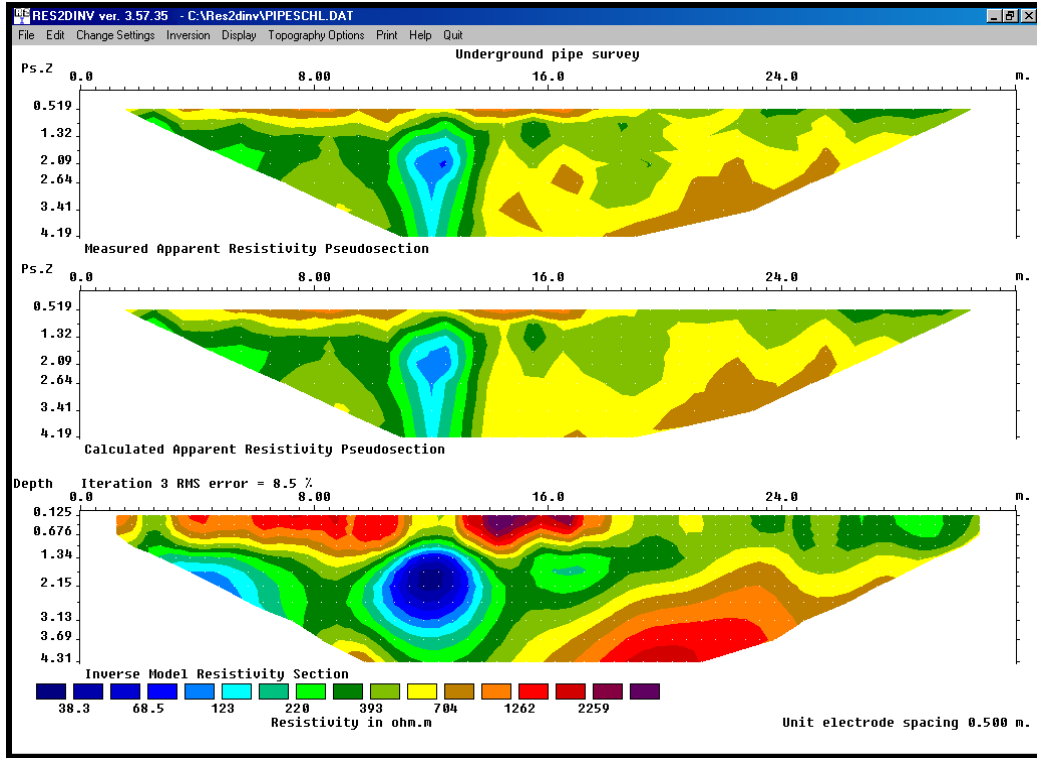 RES2DINV ver. 3.57.35 - C:\Res2dinv\PIPESCHL.DAT
File Edit Change Settings Inversion Display Topography Options Print Help Quit
Underground pipe survey
Ps.Z 0.0 8.00 16.0 24.0 m.
0.519
1.32
2.09
2.64
3.41
4.19
Measured Apparent Resistivity Pseudosection
Ps.Z 0.0 8.00 16.0 24.0 m.
0.519
1.32
2.09
2.64
3.41
4.19
Calculated Apparent Resistivity Pseudosection
Depth Iteration 3 RMS error = 8.5 %
0.0 8.00 16.0 24.0 m.
0.125
0.676
1.34
2.15
3.13
3.69
4.31
Inverse Model Resistivity Section
38.3 68.5 123 220 393 704 1262 2259
Resistivity in ohm.m Unit electrode spacing 0.500 m.